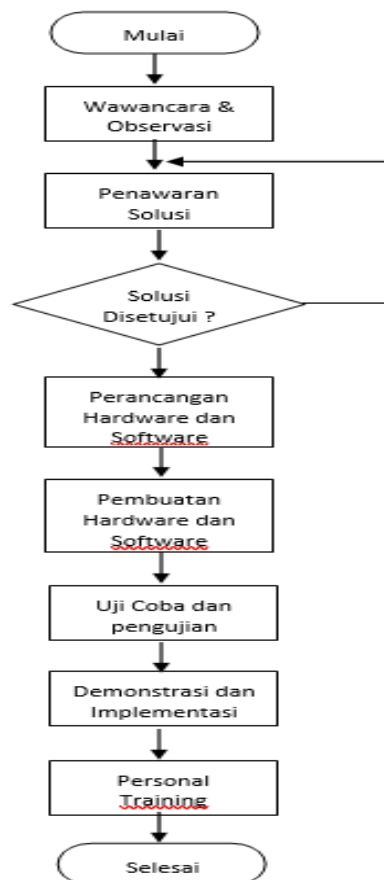 Mulai
Wawancara &
Observasi
Penawaran
Solusi
Solusi
Disetujui ?
Perancangan
Hardware dan
Software
Pembuatan
Hardware dan
Software
Uji Coba dan
pengujian
Demonstrasi dan
Implementasi
Personal
Training
Selesai